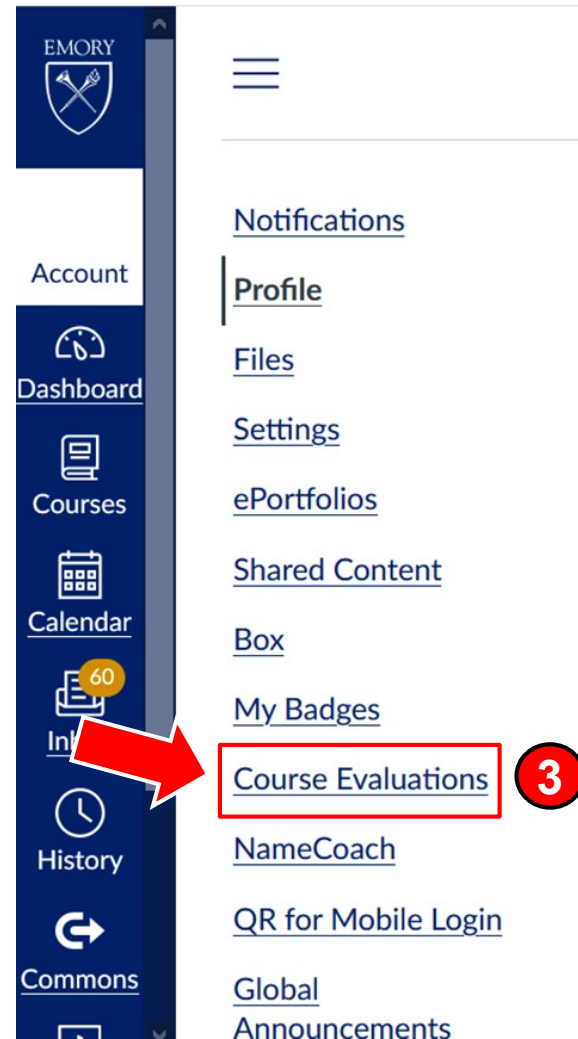 EMORY
Account
Dashboard
Courses
Calendar
60
History
Commons
Notifications
Profile
Files
Settings
ePortfolios
Shared Content
Box
My Badges
Course Evaluations
3
NameCoach
QR for Mobile Login
Global
Announcements